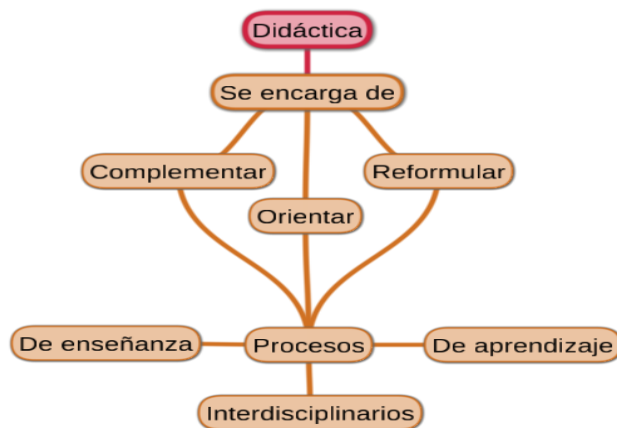 Didáctica
Se encarga de
Complementar
Reformular
Orientar
De enseñanza
Procesos
De aprendizaje
Interdisciplinarios